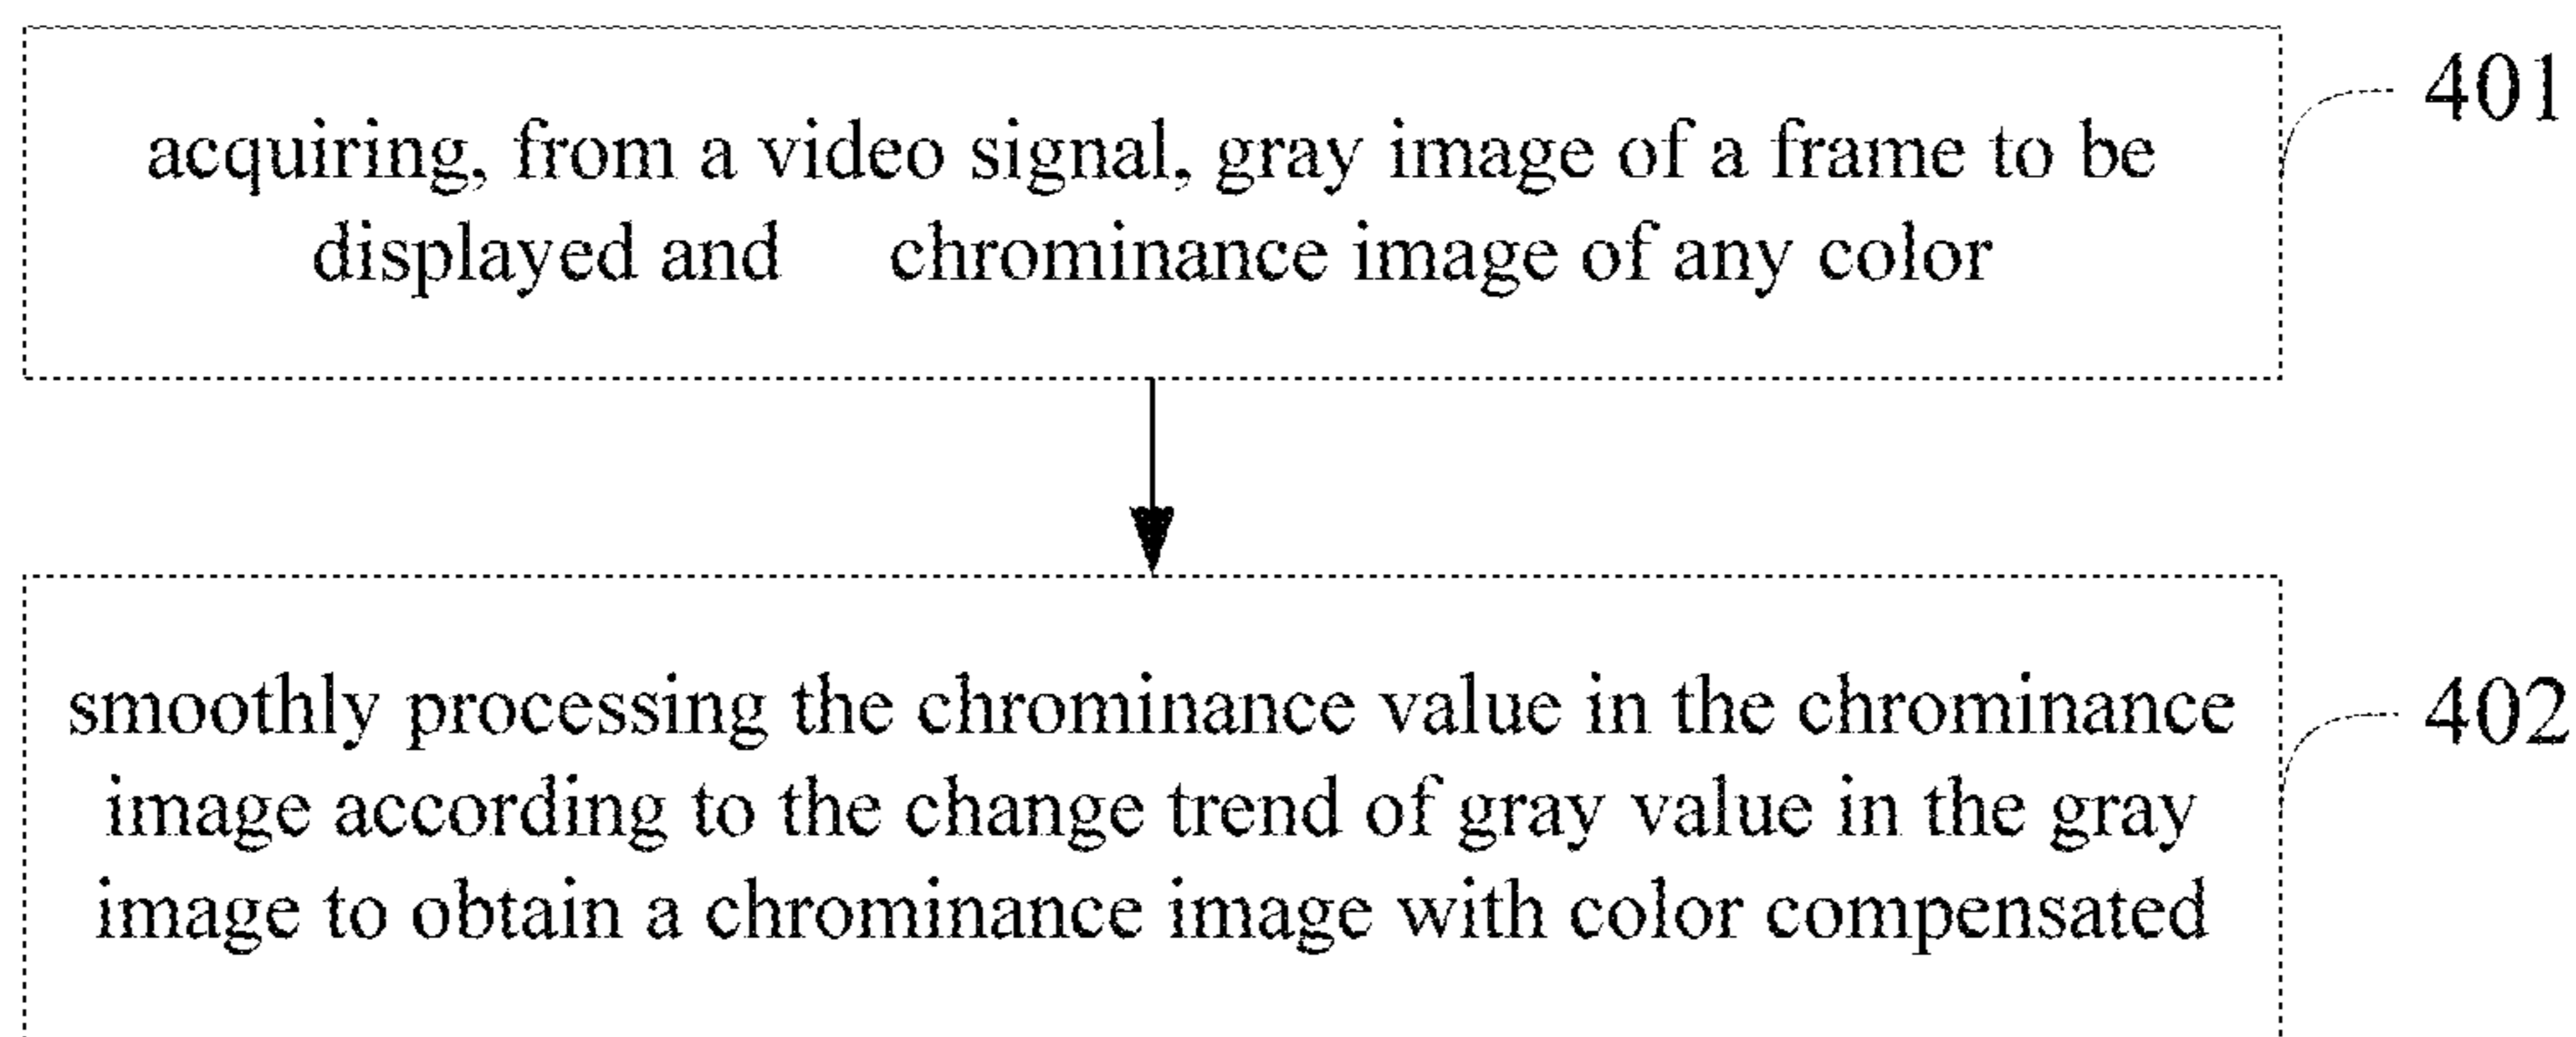 acquiring, from a video signal, gray image of a frame to be
displayed and chrominance image of any color
401
smoothly processing the chrominance value in the chrominance
image according to the change trend of gray value in the gray
image to obtain a chrominance image with color compensated
402